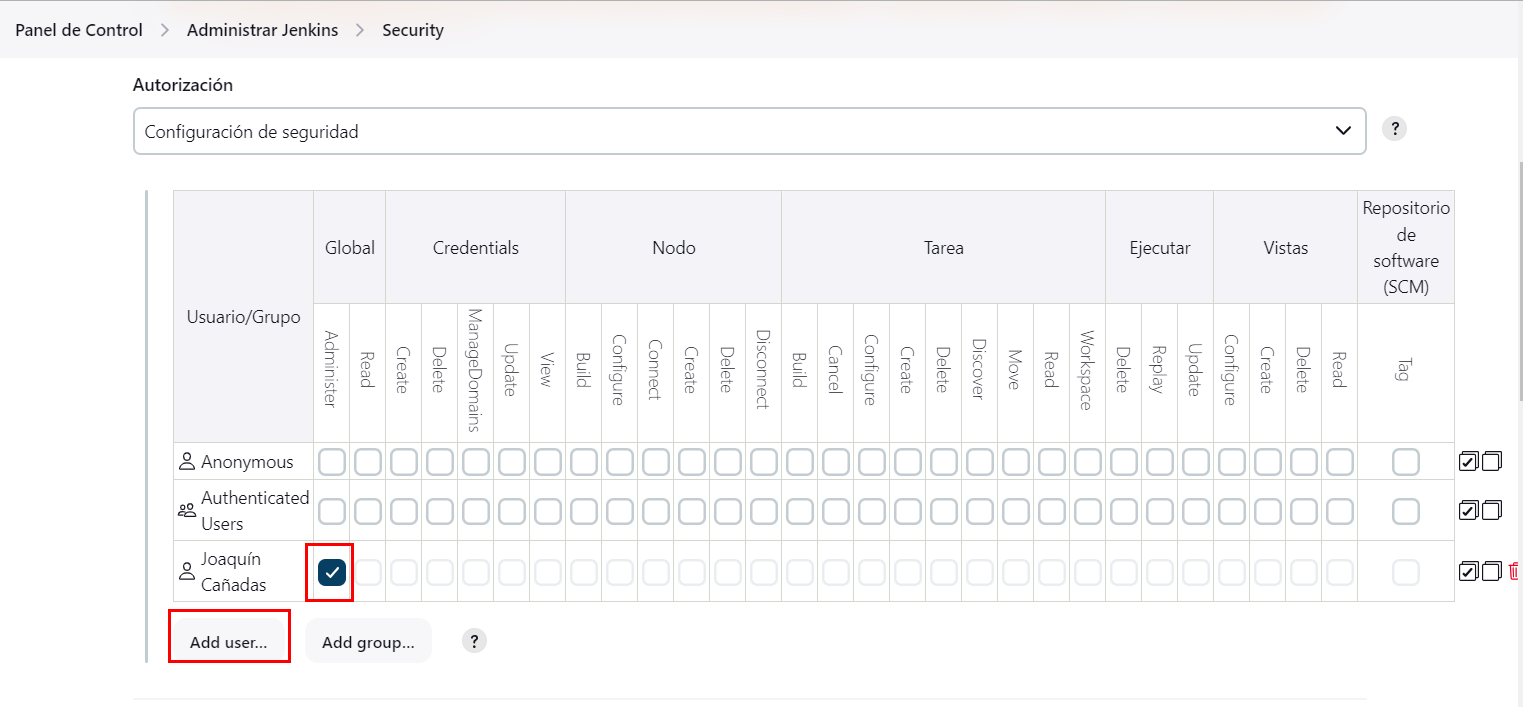 Panel de Control > Administrar Jenkins > Security
Autorización
Configuración de seguridad
?
Usuario/Grupo
Global
Credentials
Nodo
Tarea
Ejecutar
Vistas
Repositorio
de
software
(SCM)
Administer
Read
Create
Delete
ManageDomains
Update
View
Build
Configure
Connect
Create
Delete
Disconnect
Build
Cancel
Configure
Create
Delete
Discover
Move
Read
Workspace
Delete
Replay
Update
Configure
Create
Delete
Read
Tag
Anonymous
Authenticated
Users
Joaquín
Cañadas
Add user...
Add group...
?